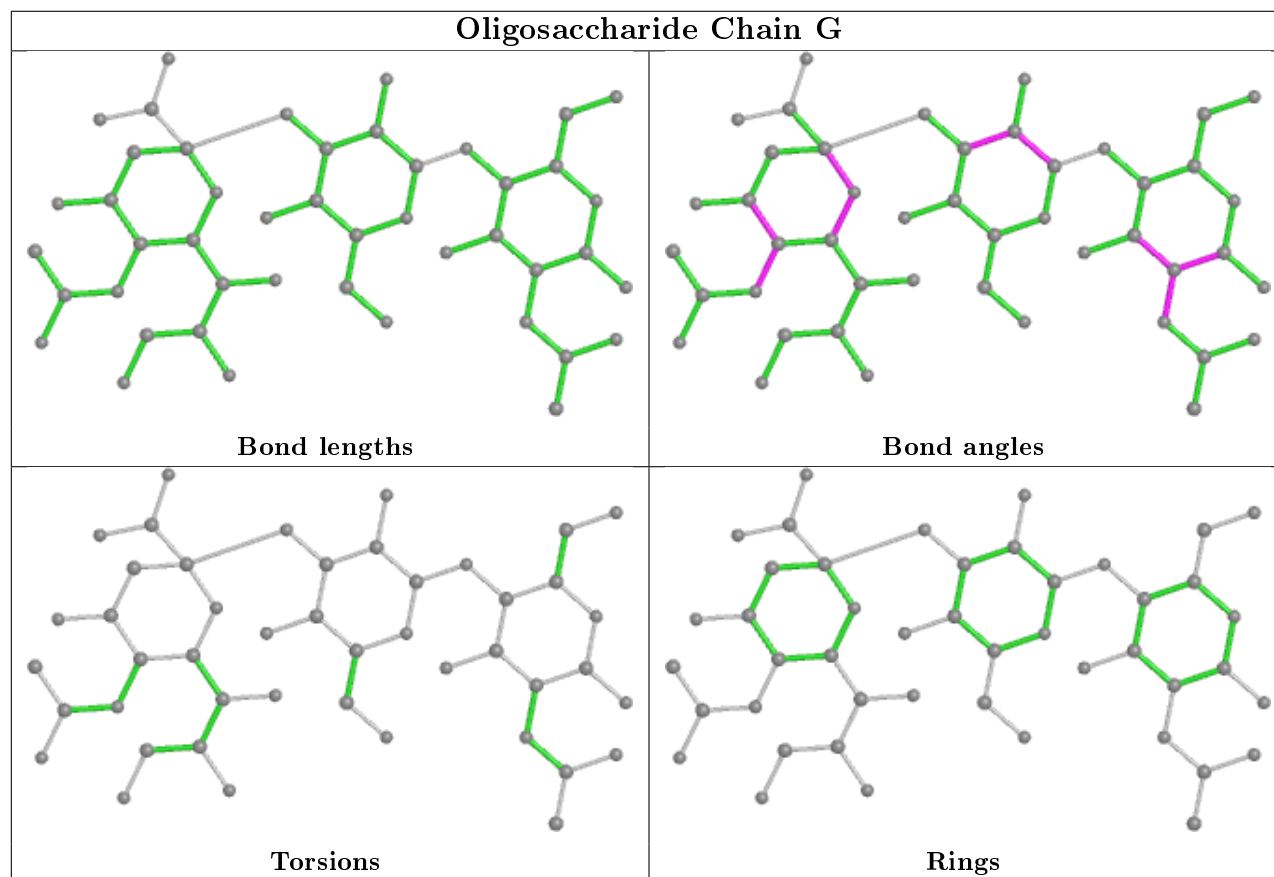 Oligosaccharide Chain G
Bond lengths
Bond angles
Torsions
Rings